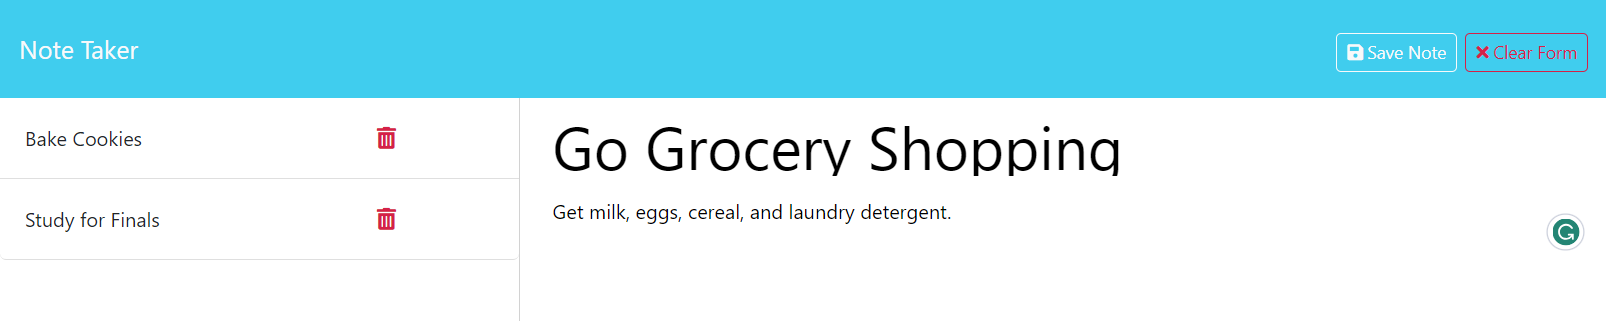 Note Taker
Save Note
Clear Form
Bake Cookies
Study for Finals
Go Grocery Shopping
Get milk, eggs, cereal, and laundry detergent.